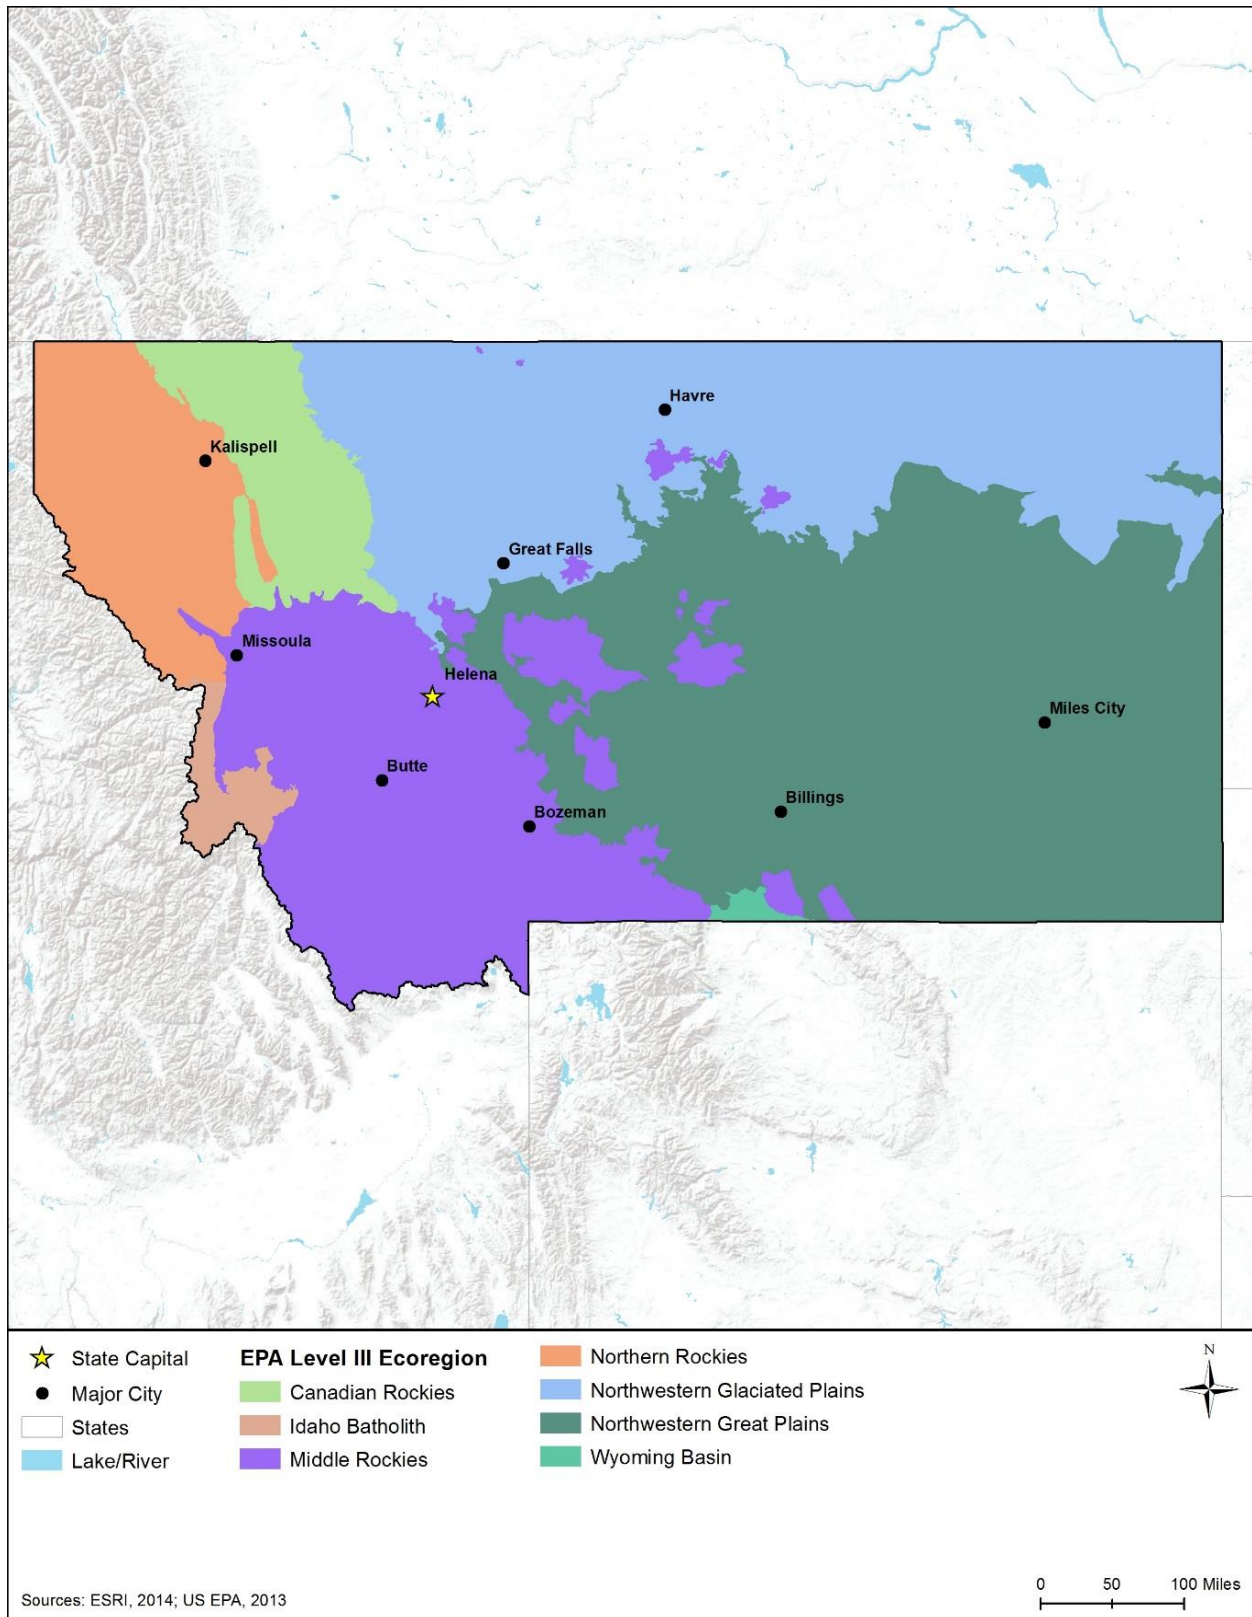 Havre
Kalispell
Great Falls
Missoula
Helena
Miles City
Butte
Billings
Bozeman
State Capital
Major City
States
Lake/River
EPA Level III Ecoregion
Canadian Rockies
Idaho Batholith
Middle Rockies
Northern Rockies
Northwestern Glaciated Plains
Northwestern Great Plains
Wyoming Basin
N
Sources: ESRI, 2014; US EPA, 2013
0 50 100 Miles